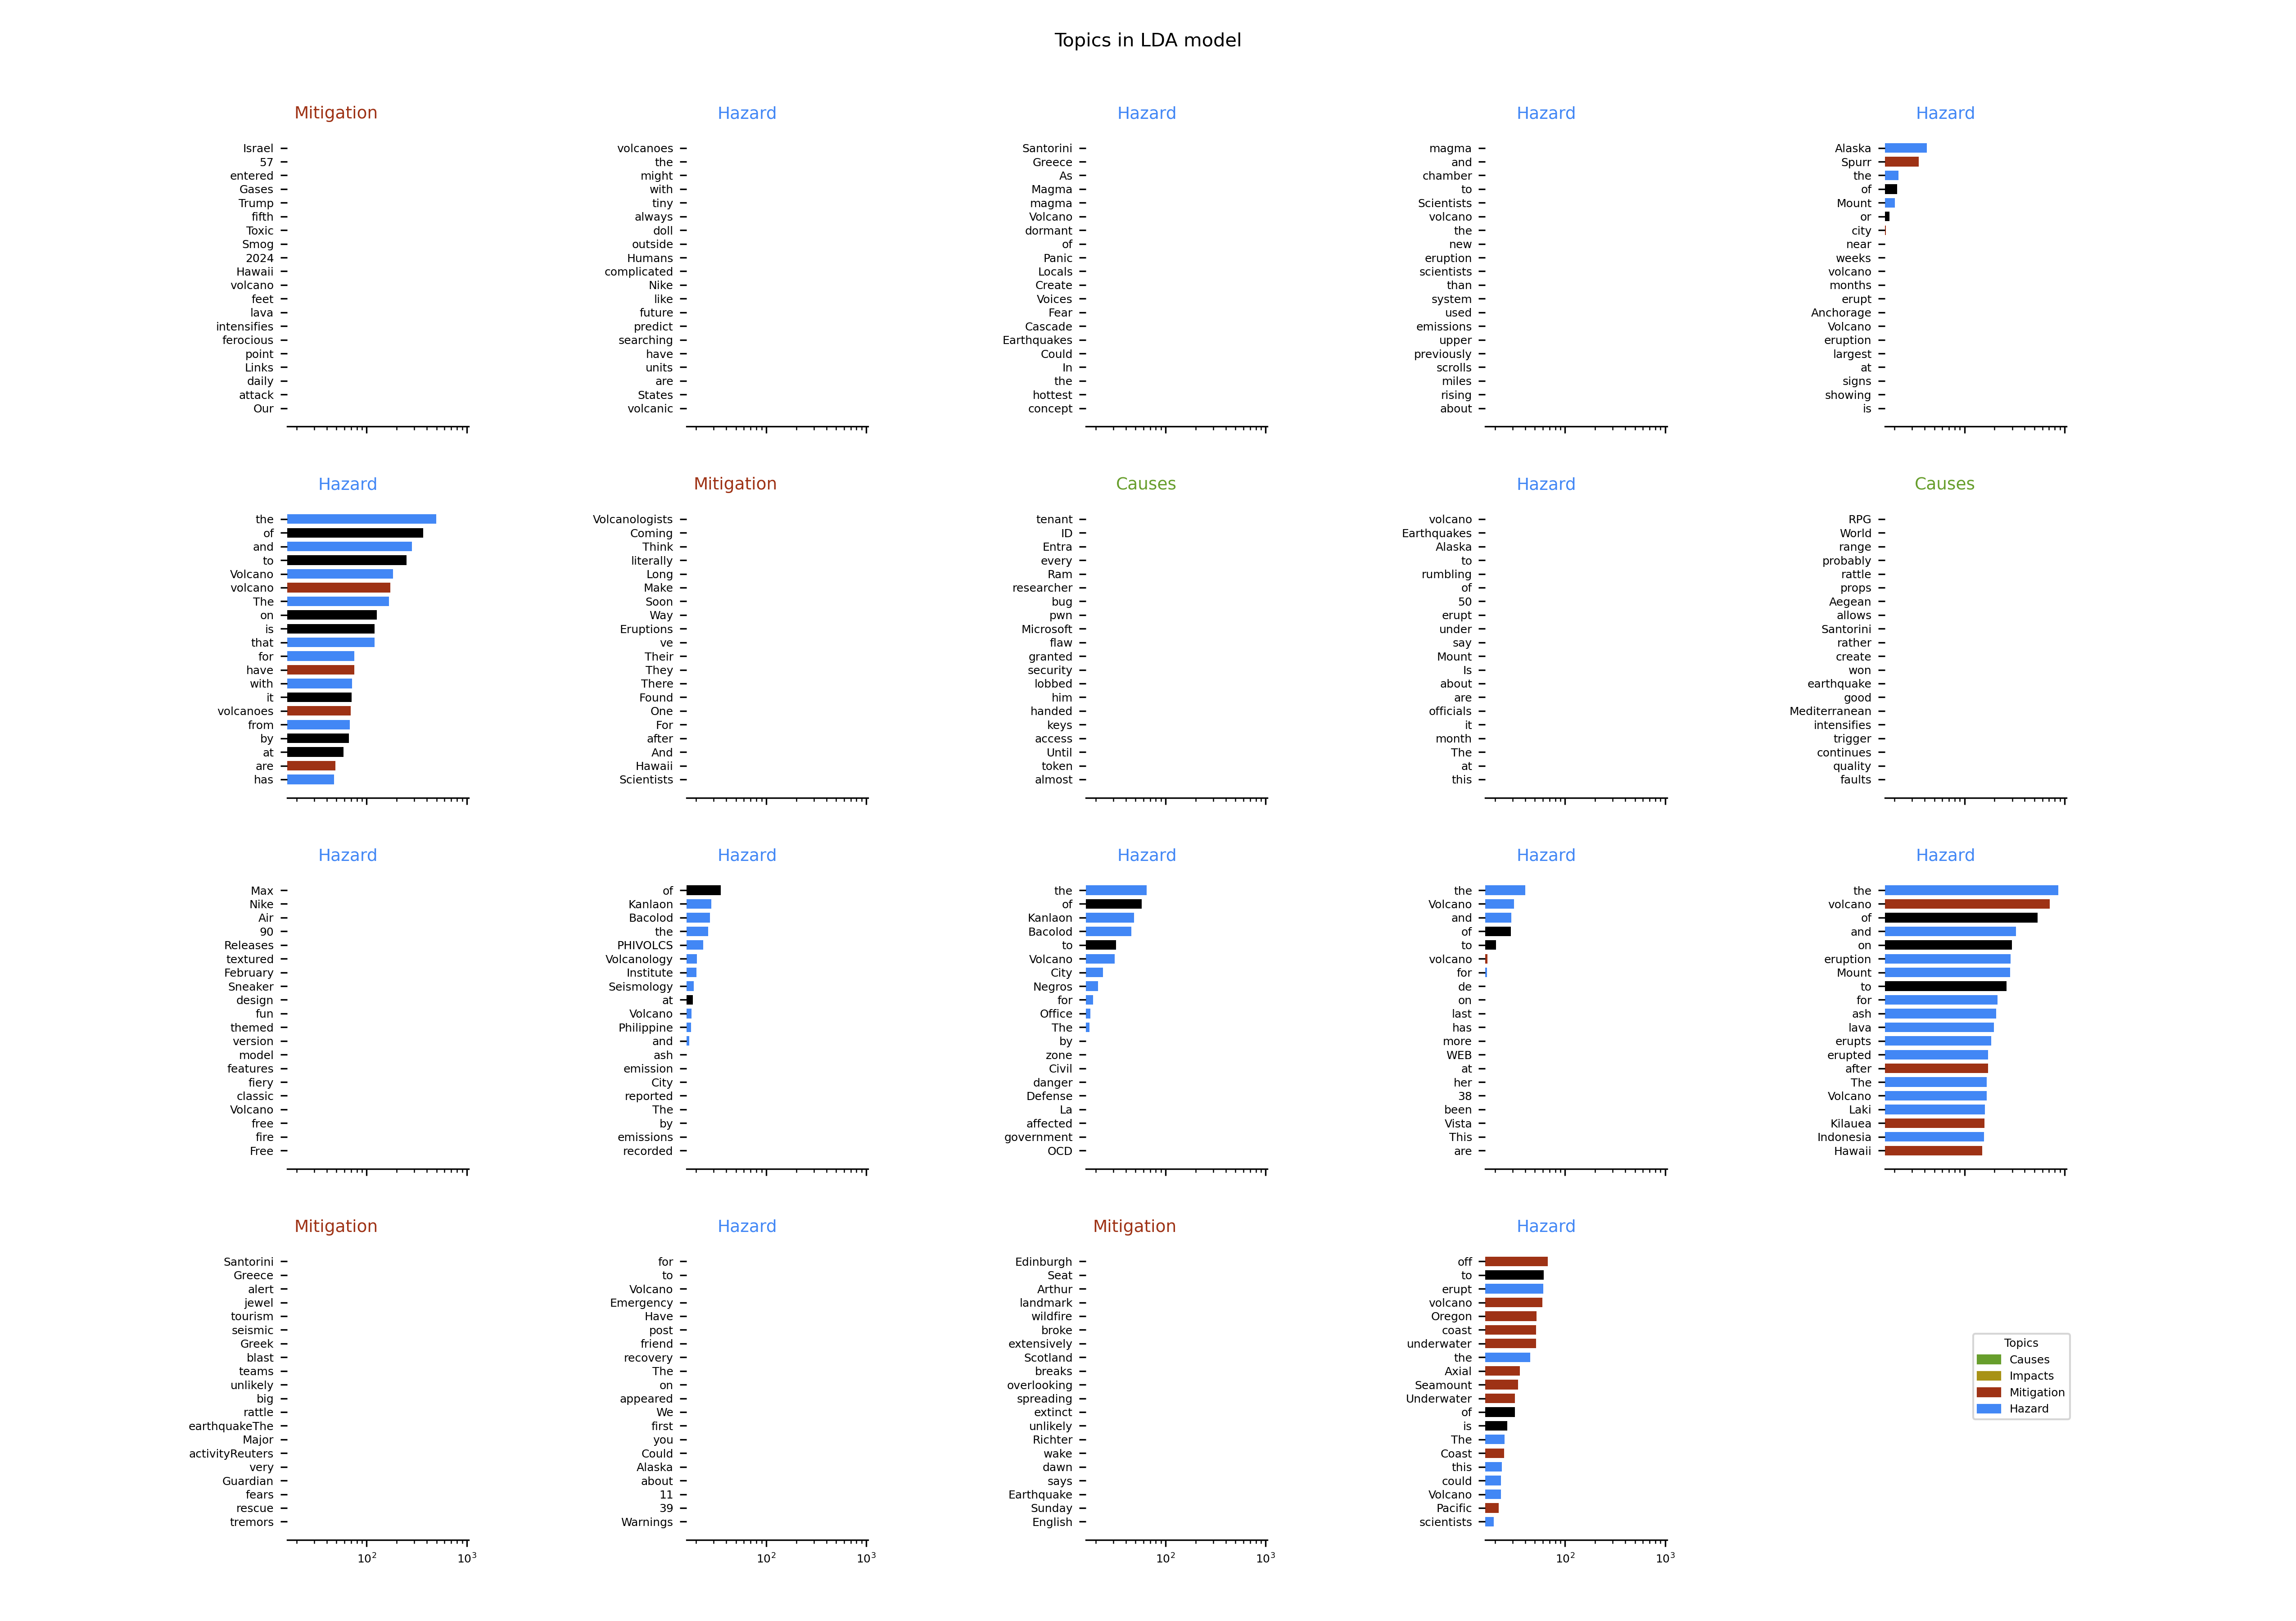 Topics in LDA model
Mitigation
Israel
57
entered
Gases
Trump
fifth
Toxic
Smog
2024
Hawaii
volcano
feet
lava
intensifies
ferocious
point
Links
daily
attack
Our
Hazard
volcanoes
the
might
with
tiny
always
doll
outside
Humans
complicated
Nike
like
future
predict
searching
have
units
are
States
volcanic
Hazard
Santorini
Greece
As
Magma
magma
Volcano
dormant
of
Panic
Locals
Create
Voices
Fear
Cascade
Earthquakes
Could
In
the
hottest
concept
Hazard
magma
and
chamber
to
Scientists
volcano
the
new
eruption
scientists
than
system
used
emissions
upper
previously
scrolls
miles
rising
about
Hazard
Alaska
Spurr
the
of
Mount
or
city
near
weeks
volcano
months
erupt
Anchorage
Volcano
eruption
largest
at
signs
showing
is
Hazard
the
of
and
to
Volcano
volcano
The
on
is
that
for
have
with
it
volcanoes
from
by
at
are
has
Mitigation
Volcanologists
Coming
Think
literally
Long
Make
Soon
Way
Eruptions
ve
Their
They
There
Found
One
For
after
And
Hawaii
Scientists
Causes
tenant
ID
Entra
every
Ram
researcher
bug
pwn
Microsoft
flaw
granted
security
lobbed
him
handed
keys
access
Until
token
almost
Hazard
volcano
Earthquakes
Alaska
to
rumbling
of
50
erupt
under
say
Mount
Is
about
are
officials
it
month
The
at
this
Causes
RPG
World
range
probably
rattle
props
Aegean
allows
Santorini
rather
create
won
earthquake
good
Mediterranean
intensifies
trigger
continues
quality
faults
Hazard
Max
Nike
Air
90
Releases
textured
February
Sneaker
design
fun
themed
version
model
features
fiery
classic
Volcano
free
fire
Free
Hazard
of
Kanlaon
Bacolod
the
PHIVOLCS
Volcanology
Institute
Seismology
at
Volcano
Philippine
and
ash
emission
City
reported
The
by
emissions
recorded
Hazard
the
of
Kanlaon
Bacolod
to
Volcano
City
Negros
for
Office
The
by
zone
Civil
danger
Defense
La
affected
government
OCD
Hazard
the
Volcano
and
of
to
volcano
for
de
on
last
has
more
WEB
at
her
38
been
Vista
This
are
Hazard
the
volcano
of
and
on
eruption
Mount
to
for
ash
lava
erupts
erupted
after
The
Volcano
Laki
Kilauea
Indonesia
Hawaii
Mitigation
Santorini
Greece
alert
jewel
tourism
seismic
Greek
blast
teams
unlikely
big
rattle
earthquakeThe
Major
activityReuters
very
Guardian
fears
rescue
tremors
10² 10³
Hazard
for
to
Volcano
Emergency
Have
post
friend
recovery
The
on
appeared
We
first
you
Could
Alaska
about
11
39
Warnings
10² 10³
Mitigation
Edinburgh
Seat
Arthur
landmark
wildfire
broke
extensively
Scotland
breaks
overlooking
spreading
extinct
unlikely
Richter
wake
dawn
says
Earthquake
Sunday
English
10² 10³
Hazard
off
to
erupt
volcano
Oregon
coast
underwater
the
Axial
Seamount
Underwater
of
is
The
Coast
this
could
Volcano
Pacific
scientists
10² 10³
Topics
Causes
Impacts
Mitigation
Hazard